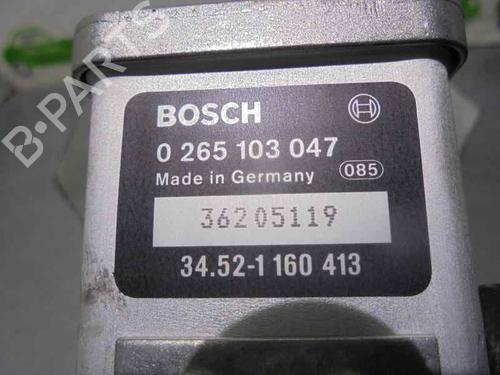 BOSCH
0 265 103 047
Made in Germany 085
36205119
34.52-1 160 413
B-PARTS